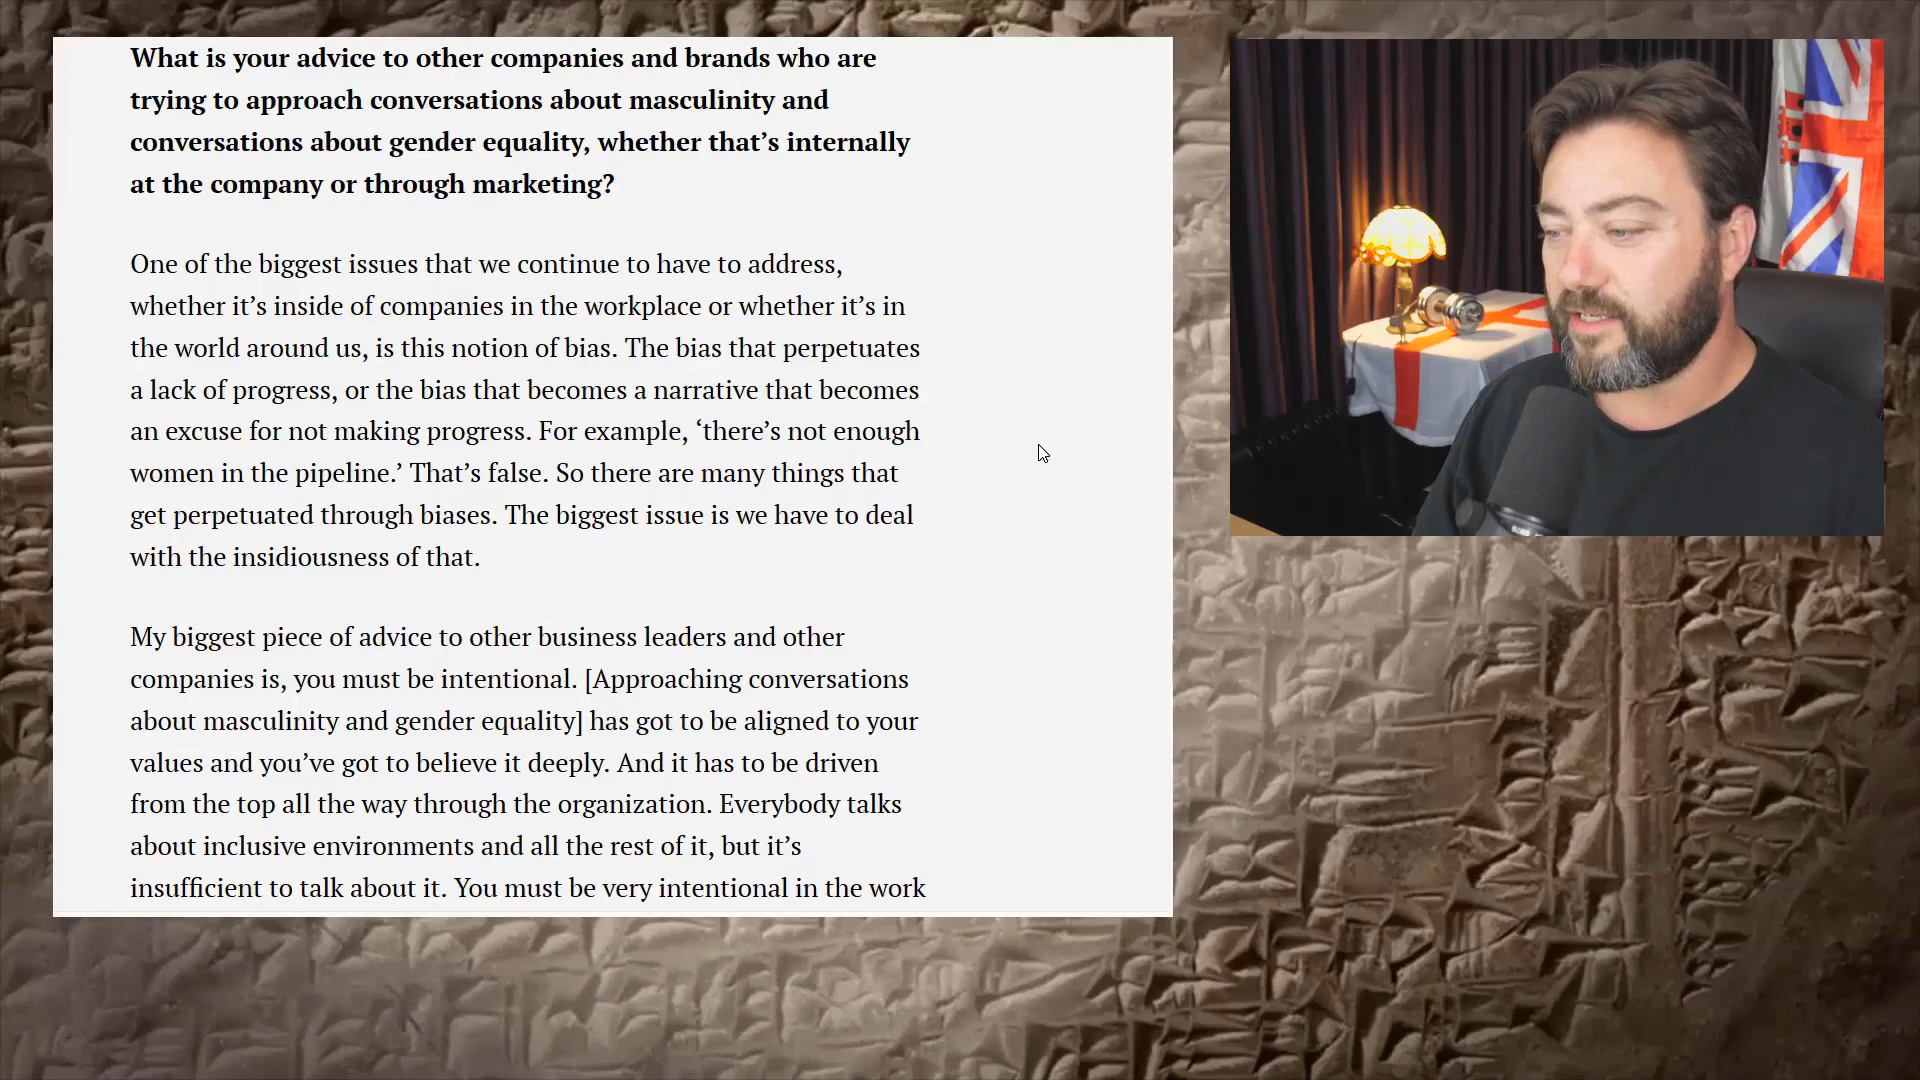 What is your advice to other companies and brands who are
trying to approach conversations about masculinity and
conversations about gender equality, whether that’s internally
at the company or through marketing?
One of the biggest issues that we continue to have to address,
whether it’s inside of companies in the workplace or whether it’s in
the world around us, is this notion of bias. The bias that perpetuates
a lack of progress, or the bias that becomes a narrative that becomes
an excuse for not making progress. For example, ‘there’s not enough
women in the pipeline.’ That’s false. So there are many things that
get perpetuated through biases. The biggest issue is we have to deal
with the insidiousness of that.
My biggest piece of advice to other business leaders and other
companies is, you must be intentional. [Approaching conversations
about masculinity and gender equality] has got to be aligned to your
values and you’ve got to believe it deeply. And it has to be driven
from the top all the way through the organization. Everybody talks
about inclusive environments and all the rest of it, but it’s
insufficient to talk about it. You must be very intentional in the work